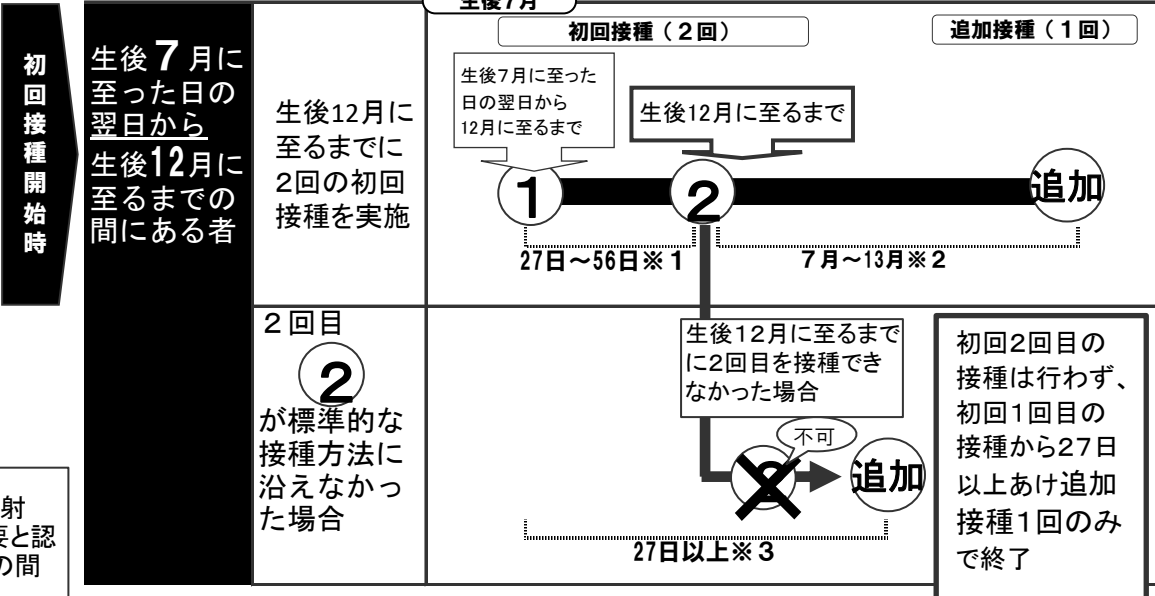 生後7月
初回接種（２回）
追加接種（１回）
初
回
接
種
開
始
時
生後７月に
至った日の
翌日から
生後12月に
至るまでの
間にある者
生後12月に
至るまでに
2回の初回
接種を実施
生後７月に至った
日の翌日から
12月に至るまで
生後12月に至るまで
１
２
追加
27日～56日※１
７月～13月※２
２回目
２
が標準的な
接種方法に
沿えなかっ
た場合
生後１２月に至るまで
に２回目を接種でき
なかった場合
不可
２
追加
27日以上※３
初回２回目の
接種は行わず、
初回１回目の
接種から２７日
以上あけ追加
接種１回のみ
で終了
射
要と認
の間